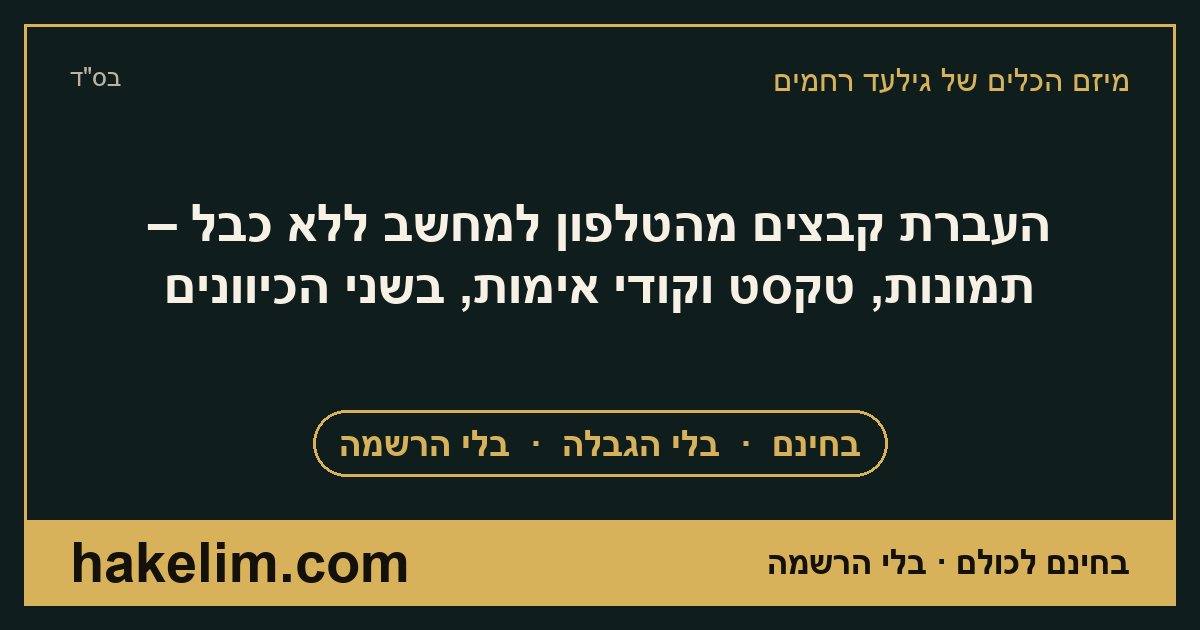 מיזם הכלים של גילעד רחמים
בס"ד
העברת קבצים מהטלפון למחשב ללא כבל –
תמונות, טקסט וקודי אימות, בשני הכיוונים
בחינם · בלי הגבלה · בלי הרשמה
בחינם לכולם · בלי הרשמה
hakelim.com